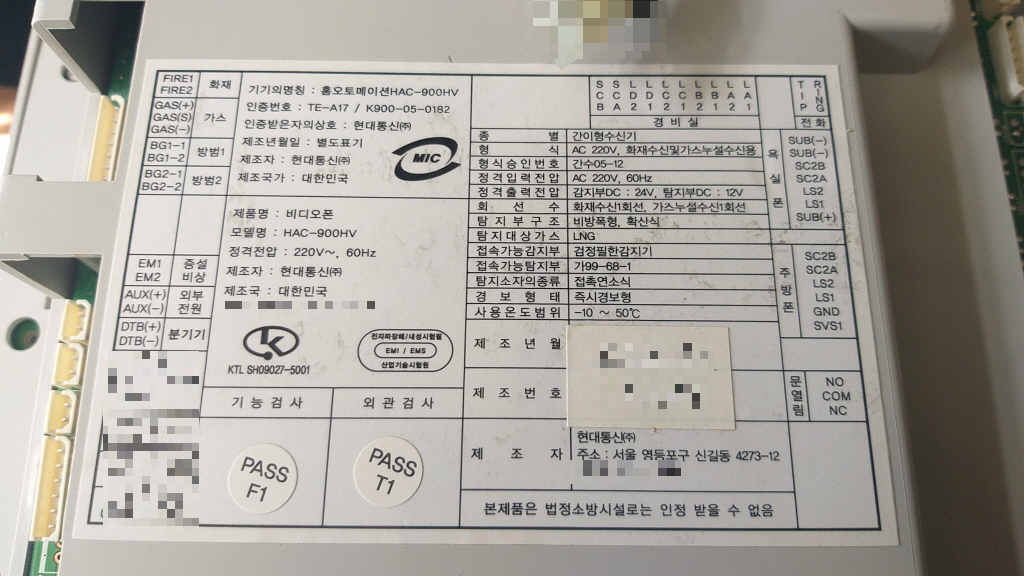 FIRE1
FIRE2
화재
GAS(+)
GAS(S)
GAS(-)
가스
BG1-1
BG1-2
방범1
BG2-1
BG2-2
방범2
EM1
EM2
증설
비상
AUX(+)
AUX(-)
외부
전원
DTB(+)
DTB(-)
분기기
기기의명칭 : 홈오토메이션HAC-900HV
인증번호 : TE-A17 / K900-05-0182
인증받은자의상호 : 현대통신㈜
제조년월일 : 별도표기
제조자 : 현대통신㈜
제조국가 : 대한민국
MIC
제품명 : 비디오폰
모델명 : HAC-900HV
정격전압 : 220V~, 60Hz
제조자 : 현대통신㈜
제조국 : 대한민국
KTL SH09027-5001
전자파장해/내성시험필
EMI / EMS
산업기술시험원
기능검사
외관검사
PASS
F1
PASS
T1
SCB
SCA
LD2
LD1
LC2
LC1
LB2
LB1
LA2
LA1
경비실
TIP
RING
전화
종 별 간이형수신기
형 식 AC 220V, 화재수신및가스누설수신용
형식승인번호 간수05-12
정격입력전압 AC 220V, 60Hz
정격출력전압 감지부DC : 24V, 탐지부DC : 12V
회 선 수 화재수신1회선, 가스누설수신1회선
탐지부구조 비방폭형, 확산식
탐지대상가스 LNG
접속가능감지부 검정필한감지기
접속가능탐지부 가99-68-1
탐지소자의종류 접촉연소식
경보형태 즉시경보형
사용온도범위 -10 ~ 50℃
제조년월
제조번호
제 조 자
현대통신㈜
주소 : 서울 영등포구 신길동 4273-12
본제품은 법정소방시설로는 인정 받을 수 없음
욕실폰
SUB(-)
SUB(-)
SC2B
SC2A
LS2
LS1
SUB(+)
주방폰
SC2B
SC2A
LS2
LS1
GND
SVS1
문열림
NO
COM
NC